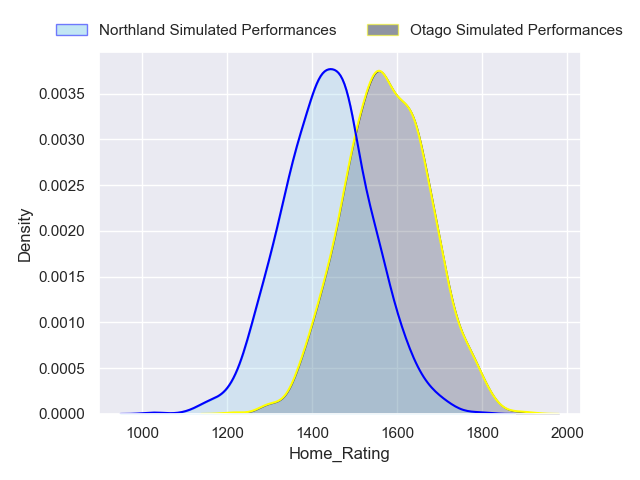 Northland Simulated Performances Otago Simulated Performances
0.0035
0.0030
0.0025
0.0020
0.0015
0.0010
0.0005
0.0000
Density
1000 1200 1400 1600 1800 2000
Home_Rating